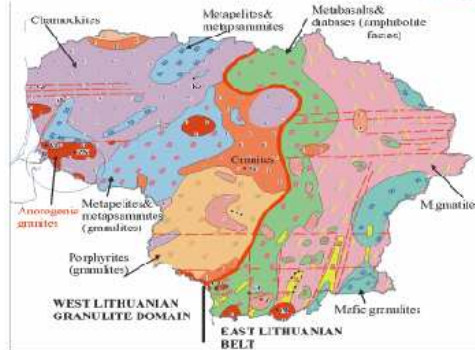 Charnockites
Metapelites &
metapsammites
Metabasalts &
diabases (amphibolite
facies)
Granites
Migmatite
Anorogenic
granites
Metapelites &
metapsammites
(granulites)
Porphyrites
(granulites)
Mafic granulites
WEST LITHUANIAN
GRANULITE DOMAIN
EAST LITHUANIAN
BELT